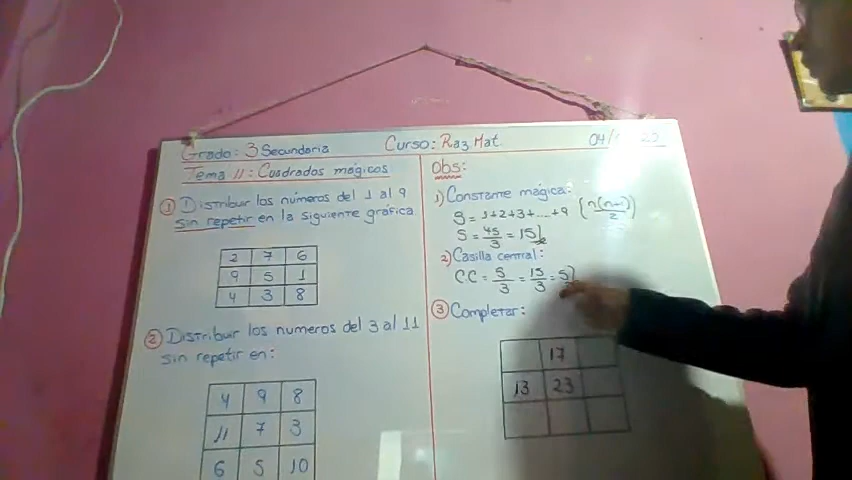 Grado: 3 Secundaria Curso: Raz. Mat.
Tema 11: Cuadrados mágicos
① Distribuir los números del 1 al 9
sin repetir en la siguiente gráfica.
2 7 6
9 5 1
4 3 8
② Distribuir los numeros del 3 al 11
sin repetir en:
4 9 8
11 7 3
6 5 10
Obs:
1) Constante mágica:
S = 1+2+3+....+9 (n(n+1)/2)
S = 45/3 = 15
2) Casilla central:
CC = S/3 = 15/3 = 5
③ Completar:
17
13 23